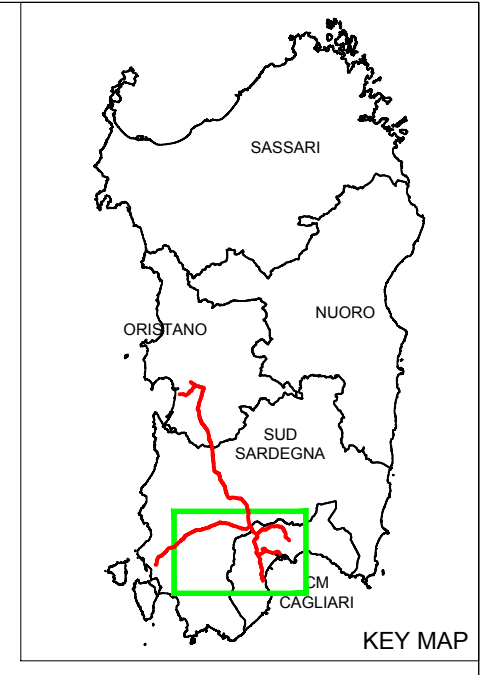 SASSARI
NUORO
ORISTANO
SUD
SARDEGNA
CM
CAGLIARI
KEY MAP